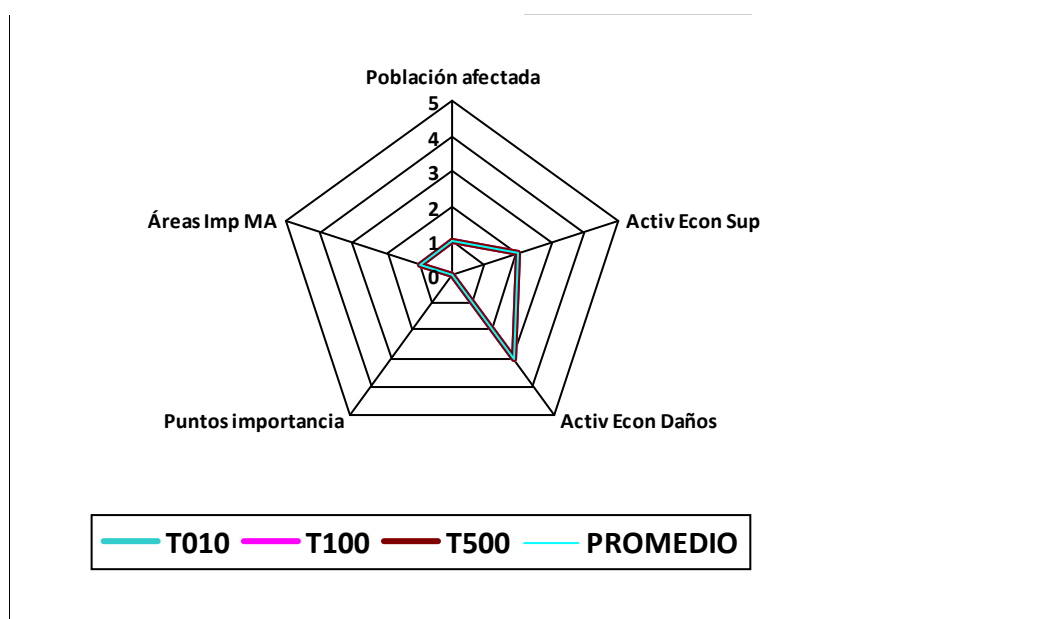 Población afectada
5
4
3
2
1
0
Áreas Imp MA
Activ Econ Sup
Puntos importancia
Activ Econ Daños
T010 T100 T500 PROMEDIO